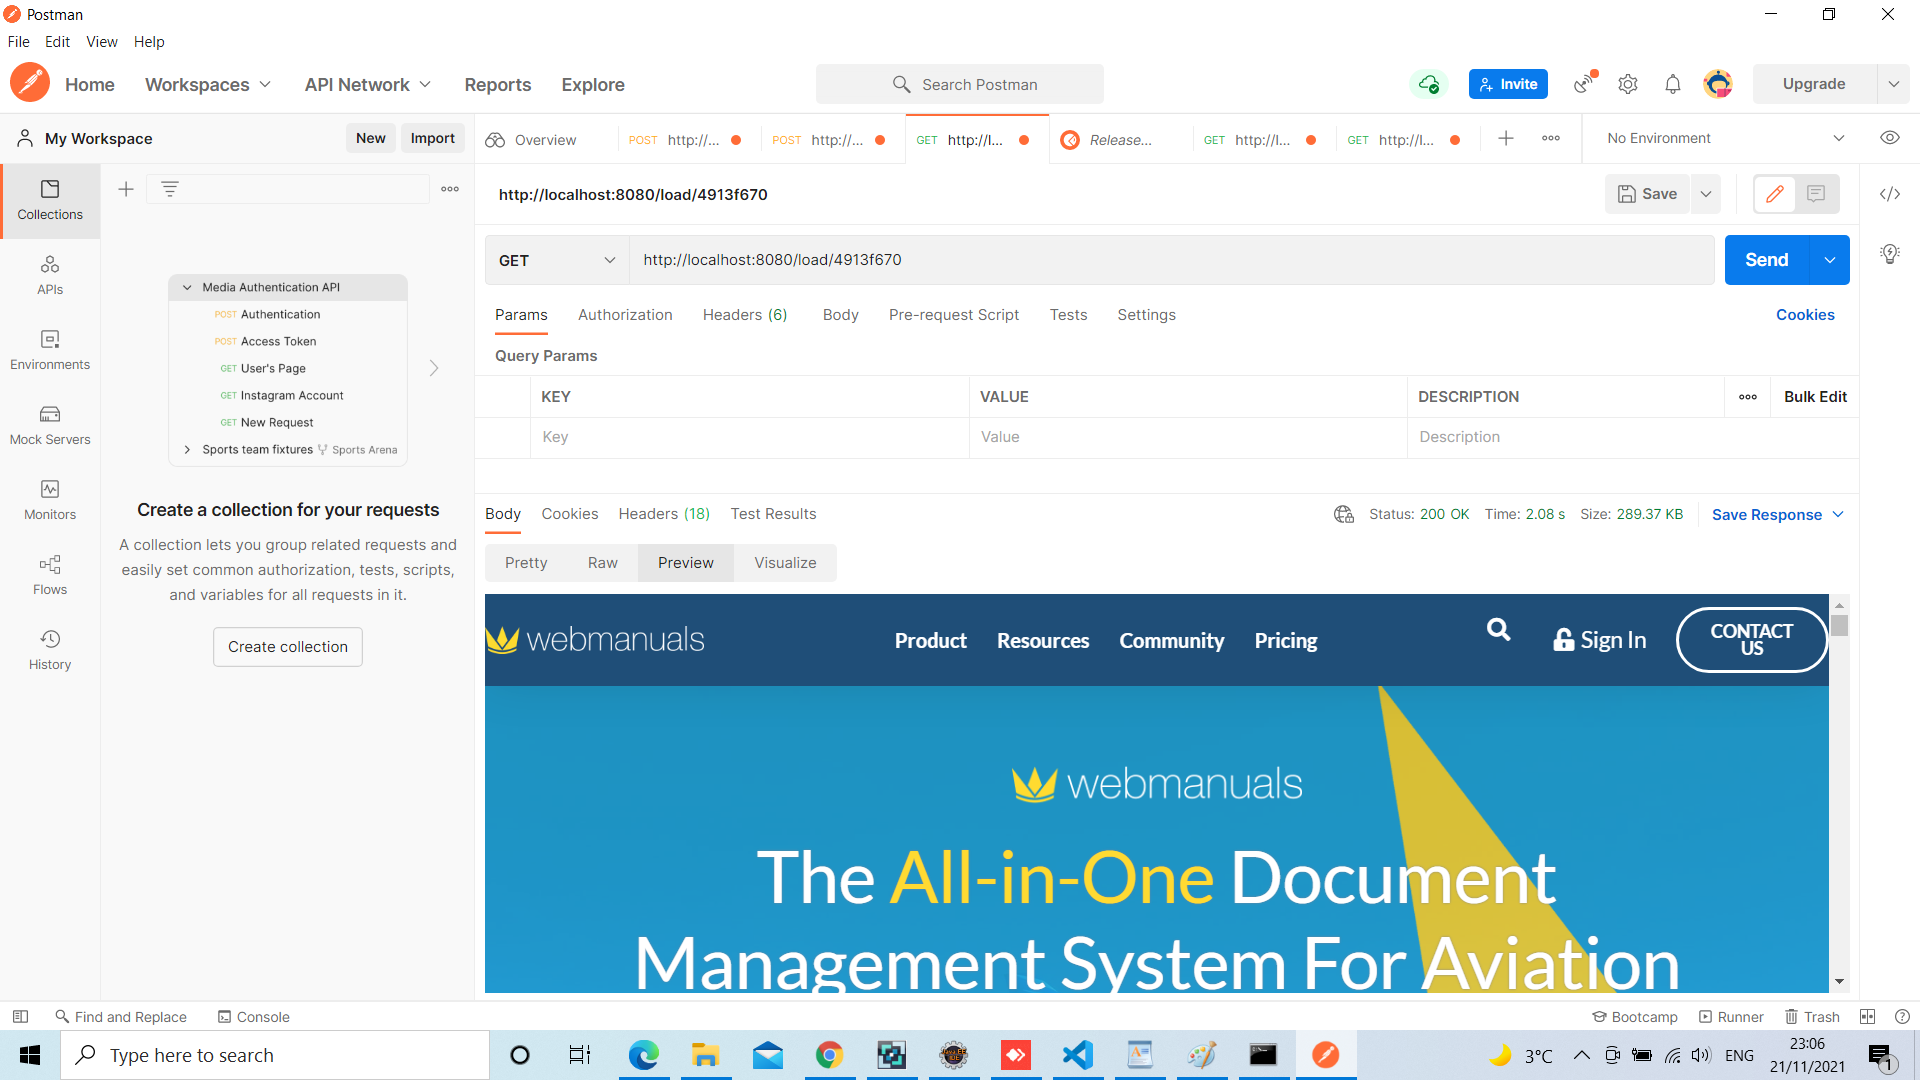 Postman
File Edit View Help
Home Workspaces API Network Reports Explore Search Postman Invite Upgrade
My Workspace New Import Overview POST http://... POST http://... GET http://l... Release... GET http://l... GET http://l... No Environment
Collections
APIs
Environments
Mock Servers
Monitors
Flows
History
Media Authentication API
POST Authentication
POST Access Token
GET User's Page
GET Instagram Account
GET New Request
Sports team fixtures Sports Arena
Create a collection for your requests
A collection lets you group related requests and
easily set common authorization, tests, scripts,
and variables for all requests in it.
Create collection
http://localhost:8080/load/4913f670 Save
GET http://localhost:8080/load/4913f670 Send
Params Authorization Headers (6) Body Pre-request Script Tests Settings Cookies
Query Params
KEY VALUE DESCRIPTION Bulk Edit
Key Value Description
Body Cookies Headers (18) Test Results Status: 200 OK Time: 2.08 s Size: 289.37 KB Save Response
Pretty Raw Preview Visualize
webmanuals Product Resources Community Pricing Sign In CONTACT
US
webmanuals
The All-in-One Document
Management System For Aviation
Find and Replace Console Bootcamp Runner Trash
Type here to search 3°C ENG 23:06
21/11/2021 1